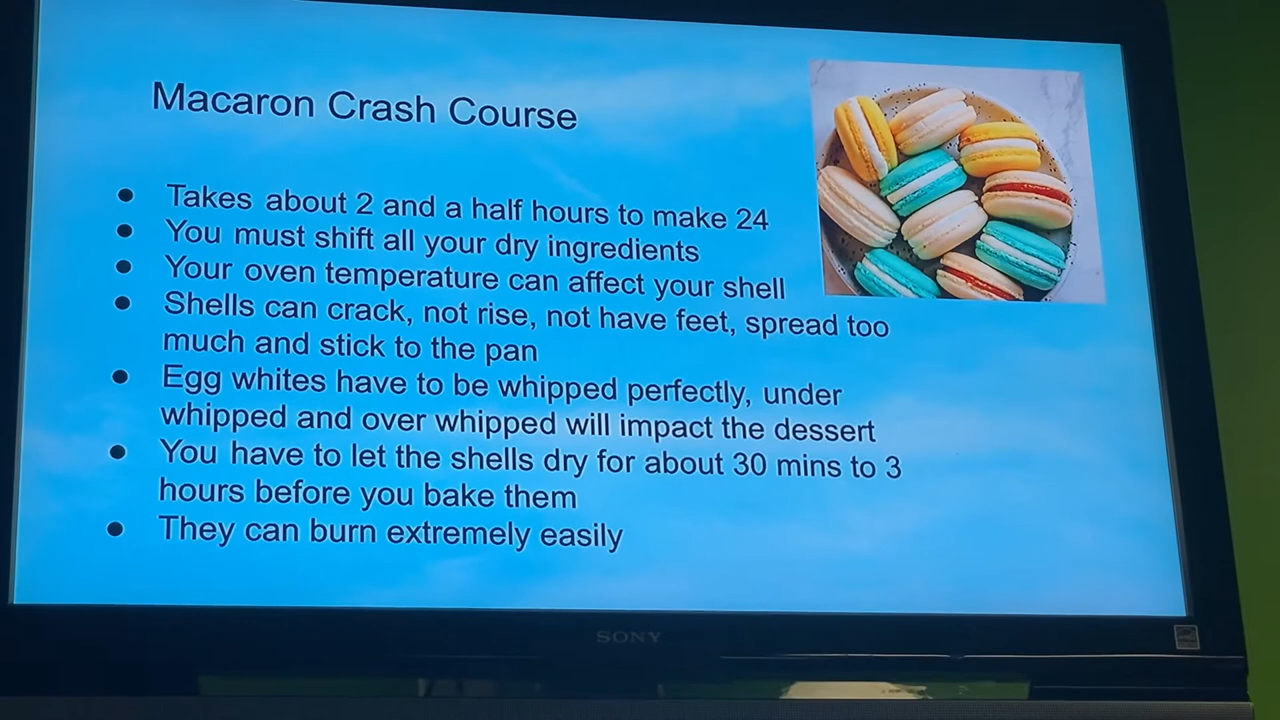 Macaron Crash Course
● Takes about 2 and a half hours to make 24
● You must shift all your dry ingredients
● Your oven temperature can affect your shell
● Shells can crack, not rise, not have feet, spread too
much and stick to the pan
● Egg whites have to be whipped perfectly, under
whipped and over whipped will impact the dessert
● You have to let the shells dry for about 30 mins to 3
hours before you bake them
● They can burn extremely easily
SONY